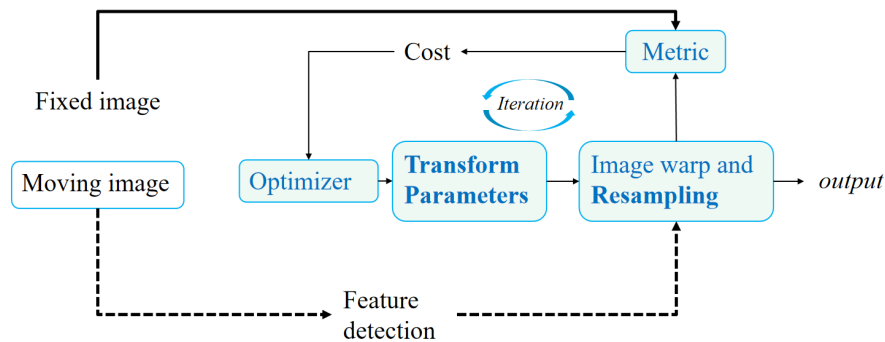 Cost
Metric
Fixed image
Iteration
Moving image
Optimizer
Transform
Parameters
Image warp and
Resampling
output
Feature
detection